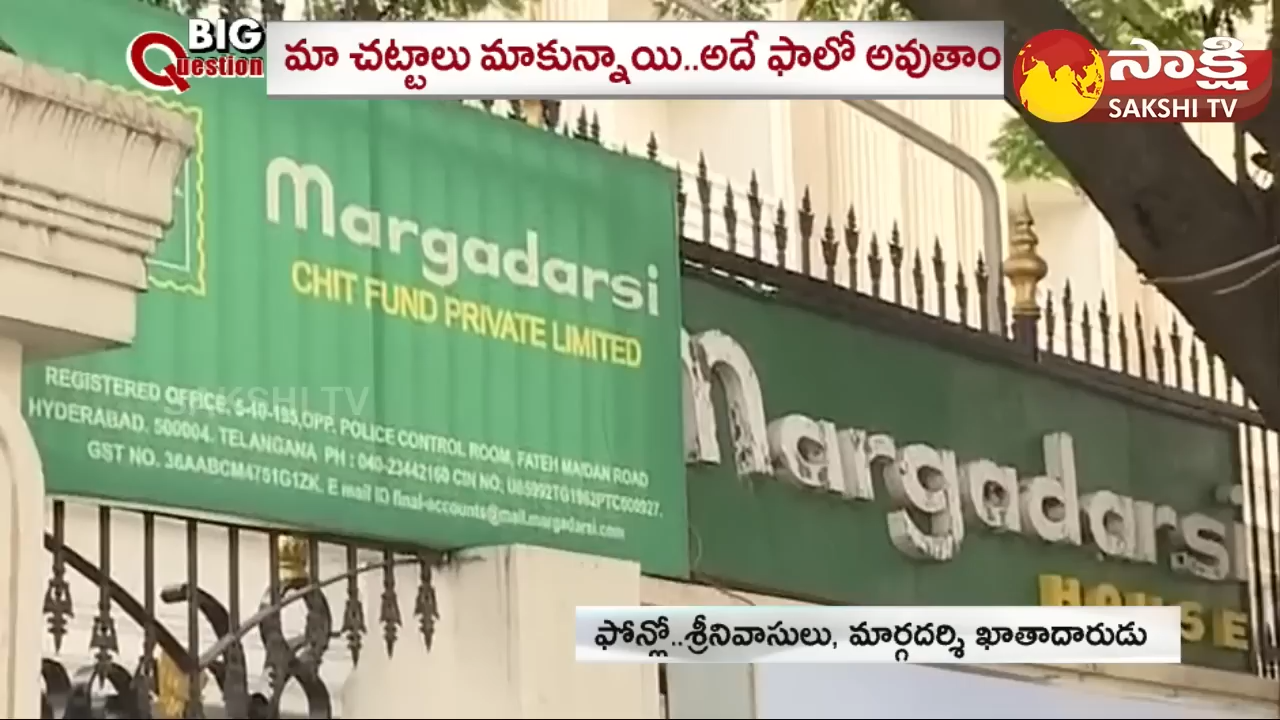 BIG
Question
మా చట్టాలు మాకున్నాయి..అదే ఫాలో అవుతాం
సాక్షి
SAKSHI TV
Margadarsi
CHIT FUND PRIVATE LIMITED
SAKSHI TV
REGISTERED OFFICE, 5-10-195,OPP. POLICE CONTROL ROOM, FATEH MAIDAN ROAD
HYDERABAD. 500004. TELANGANA PH : 040-23442160 CIN NO. U65992TG1962PTC000927.
GST NO. 36AABCM4751G1ZK. E mail ID final-accounts@mail.margadarsi.com
Margadarsi
HOUSE
ఫోన్లో..శ్రీనివాసులు, మార్గదర్శి ఖాతాదారుడు